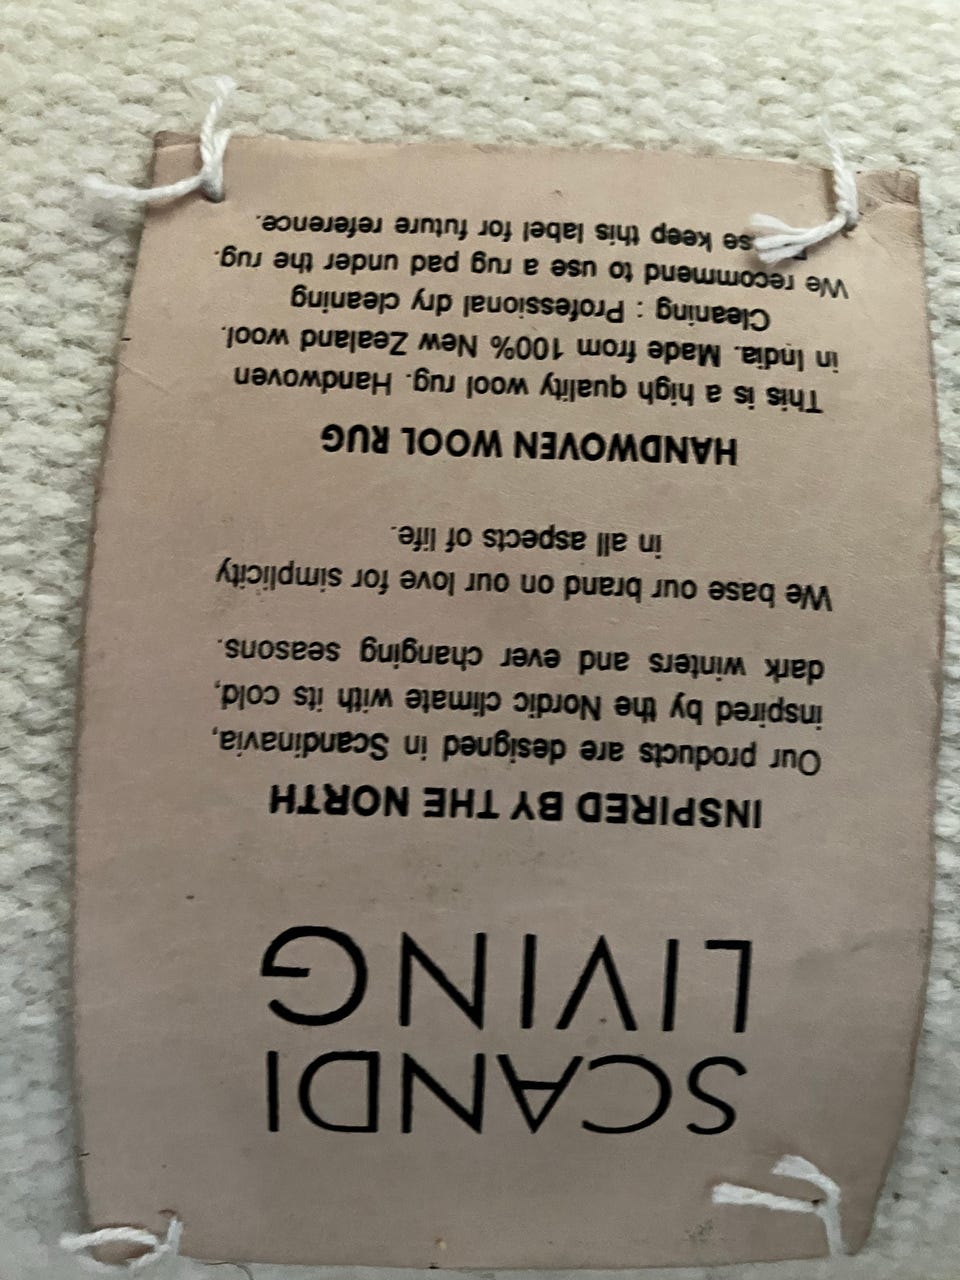 SCANDI
LIVING
INSPIRED BY THE NORTH
Our products are designed in Scandinavia,
inspired by the Nordic climate with its cold,
dark winters and ever changing seasons.
We base our brand on our love for simplicity
in all aspects of life.
HANDWOVEN WOOL RUG
This is a high quality wool rug. Handwoven
in India. Made from 100% New Zealand wool.
Cleaning : Professional dry cleaning
We recommend to use a rug pad under the rug.
keep this label for future reference.